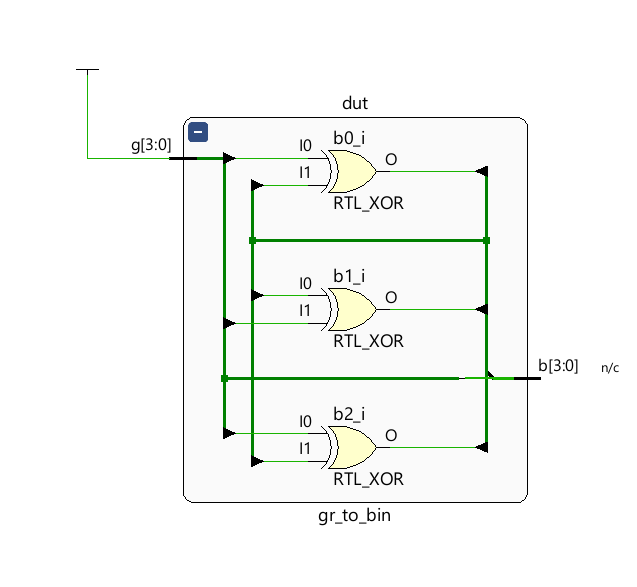 dut
g[3:0]
b0_i
I0
O
I1
RTL_XOR
b1_i
I0
O
I1
RTL_XOR
b[3:0]
n/c
b2_i
I0
O
I1
RTL_XOR
gr_to_bin